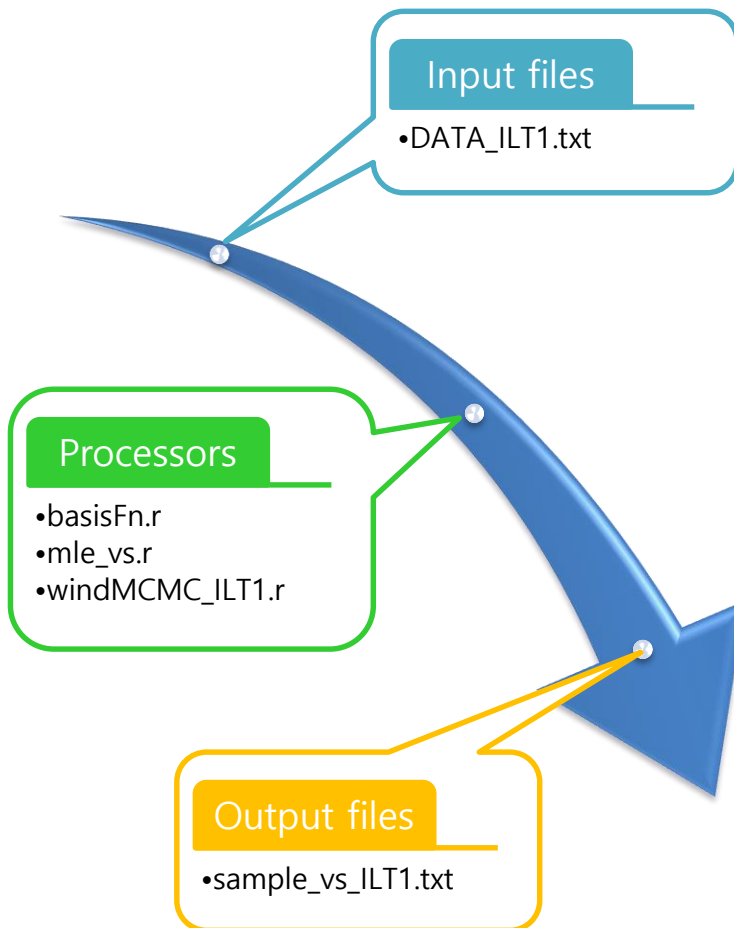 Input files
•DATA_ILT1.txt
Processors
•basisFn.r
•mle_vs.r
•windMCMC_ILT1.r
Output files
•sample_vs_ILT1.txt